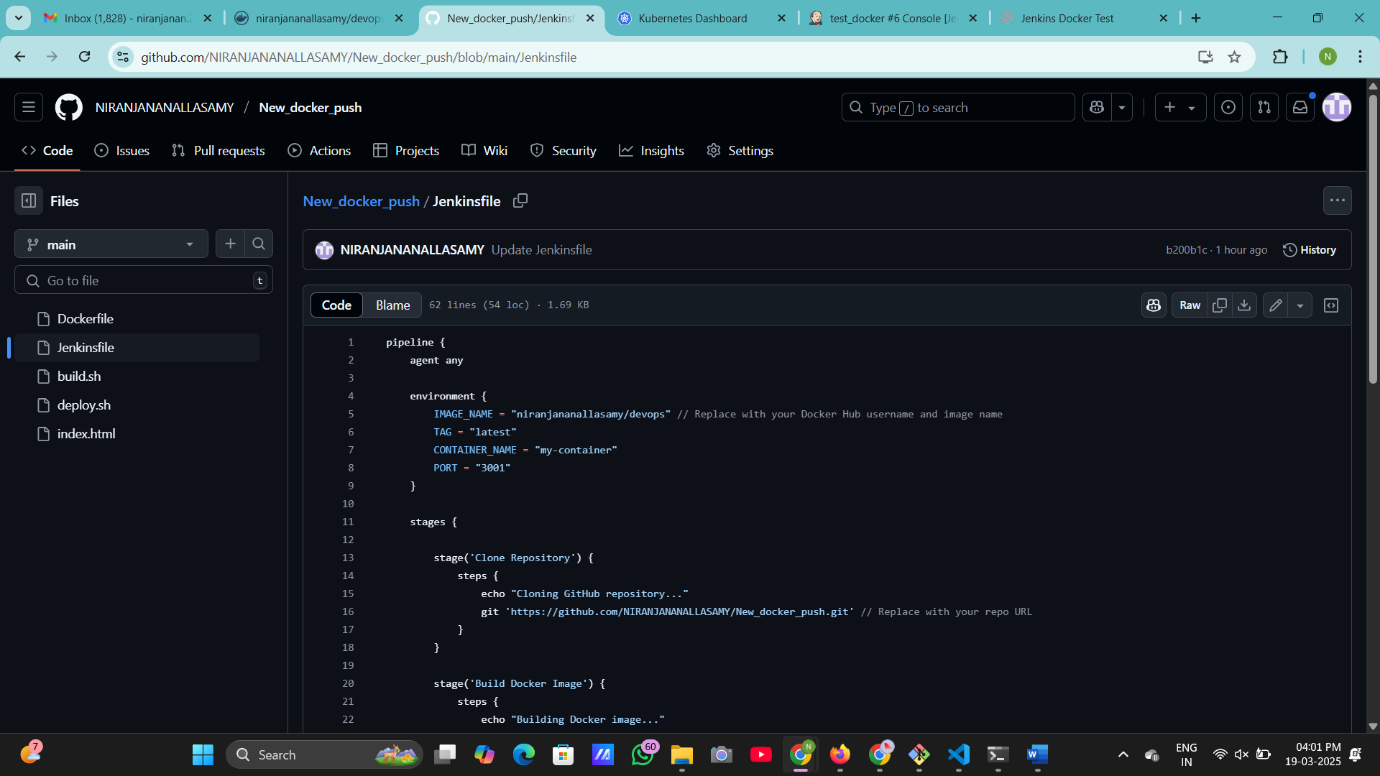 Inbox (1,828) - niranjanan.2
niranjananallasamy/devops
New_docker_push/Jenkinsf
Kubernetes Dashboard
test_docker #6 Console [Je
Jenkins Docker Test
github.com/NIRANJANANALLASAMY/New_docker_push/blob/main/Jenkinsfile
N
NIRANJANANALLASAMY / New_docker_push
Type / to search
Code
Issues
Pull requests
Actions
Projects
Wiki
Security
Insights
Settings
Files
main
Go to file
t
Dockerfile
Jenkinsfile
build.sh
deploy.sh
index.html
New_docker_push / Jenkinsfile
NIRANJANANALLASAMY Update Jenkinsfile
b200b1c · 1 hour ago
History
Code
Blame
62 lines (54 loc) · 1.69 KB
Raw
1 pipeline {
2 agent any
3
4 environment {
5 IMAGE_NAME = "niranjananallasamy/devops" // Replace with your Docker Hub username and image name
6 TAG = "latest"
7 CONTAINER_NAME = "my-container"
8 PORT = "3001"
9 }
10
11 stages {
12
13 stage('Clone Repository') {
14 steps {
15 echo "Cloning GitHub repository..."
16 git 'https://github.com/NIRANJANANALLASAMY/New_docker_push.git' // Replace with your repo URL
17 }
18 }
19
20 stage('Build Docker Image') {
21 steps {
22 echo "Building Docker image..."
7
Search
60
ENG
IN
04:01 PM
19-03-2025